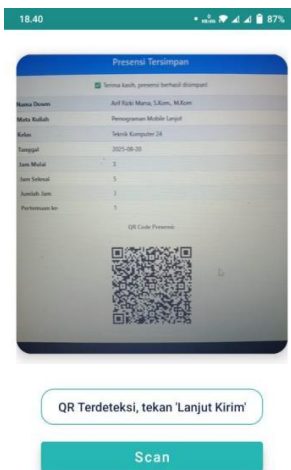 18.40
87%
Presensi Tersimpan
Terima kasih, presensi berhasil disimpan!
Nama Dosen Arif Rizki Marsa, S.Kom., M.Kom
Mata Kuliah Pemograman Mobile Lanjut
Kelas Teknik Komputer 24
Tanggal 2025-08-20
Jam Mulai 3
Jam Selesai 5
Jumlah Jam 3
Pertemuan ke- 5
QR Code Presensi:
QR Terdeteksi, tekan 'Lanjut Kirim'
Scan